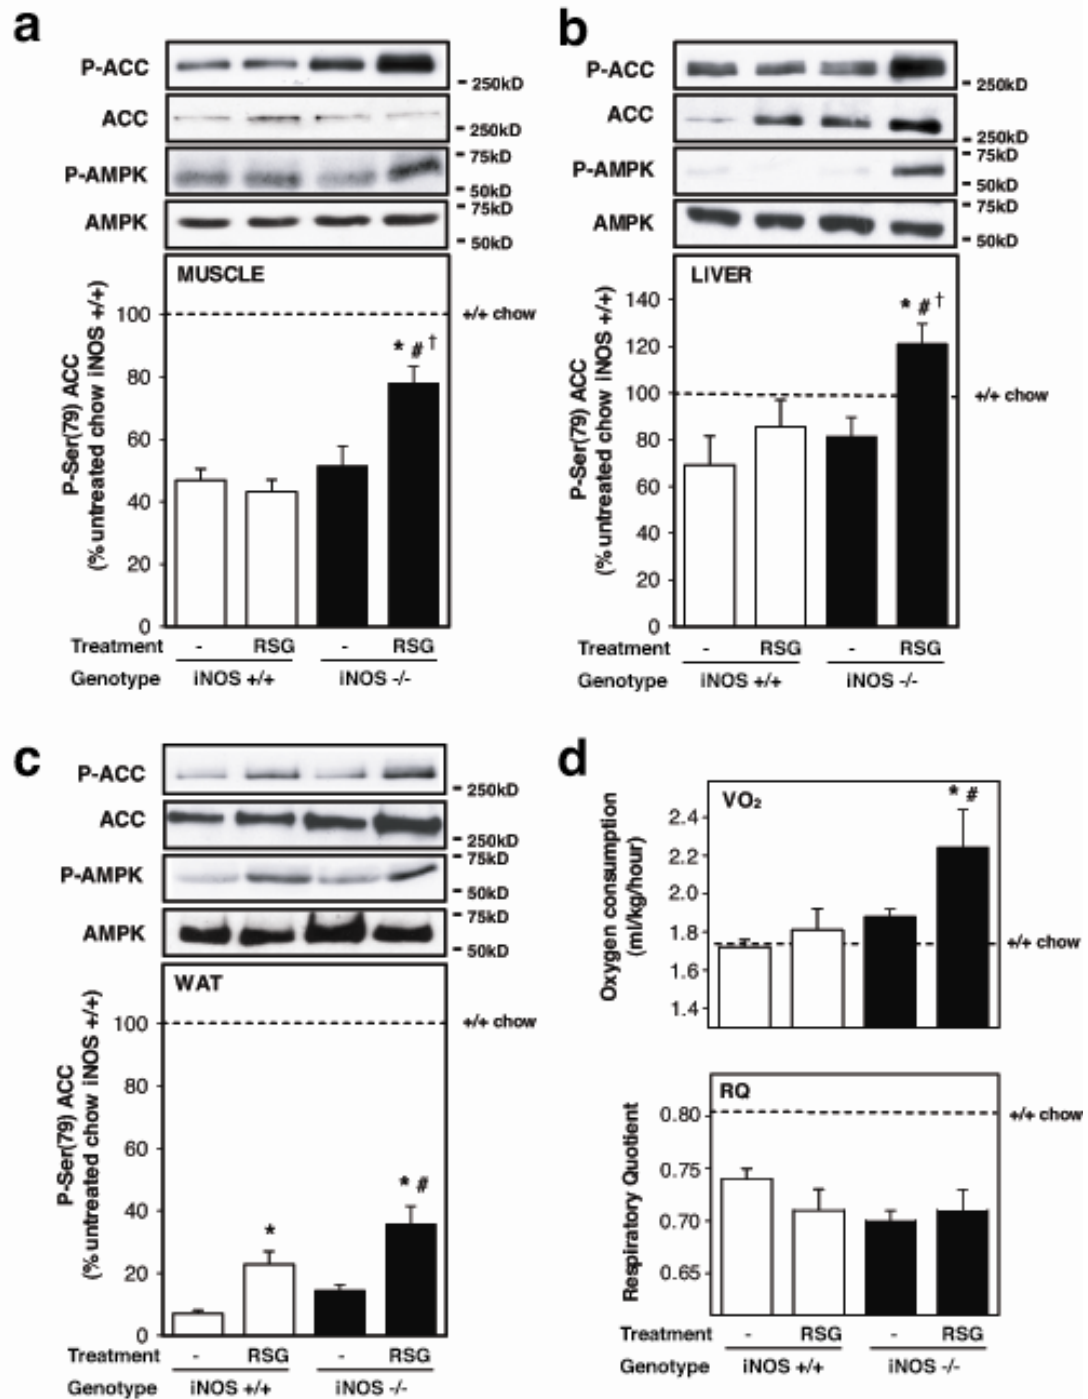 a
P-ACC
- 250kD
ACC
- 250kD
- 75kD
P-AMPK
- 50kD
- 75kD
AMPK
- 50kD
MUSCLE
P-Ser(79) ACC
(% untreated chow iNOS +/+)
100
80
60
40
20
0
+/+ chow
* # †
Treatment - RSG - RSG
Genotype iNOS +/+ iNOS -/-
b
P-ACC
- 250kD
ACC
- 250kD
- 75kD
P-AMPK
- 50kD
- 75kD
AMPK
- 50kD
LIVER
P-Ser(79) ACC
(% untreated chow iNOS +/+)
140
120
100
80
60
40
20
0
+/+ chow
* # †
Treatment - RSG - RSG
Genotype iNOS +/+ iNOS -/-
c
P-ACC
- 250kD
ACC
- 250kD
- 75kD
P-AMPK
- 50kD
- 75kD
AMPK
- 50kD
WAT
P-Ser(79) ACC
(% untreated chow iNOS +/+)
100
80
60
40
20
0
+/+ chow
*
* #
Treatment - RSG - RSG
Genotype iNOS +/+ iNOS -/-
d
VO₂
Oxygen consumption
(ml/kg/hour)
2.4
2.2
2.0
1.8
1.6
1.4
+/+ chow
* #
RQ
Respiratory Quotient
0.80
0.75
0.70
0.65
+/+ chow
Treatment - RSG - RSG
Genotype iNOS +/+ iNOS -/-